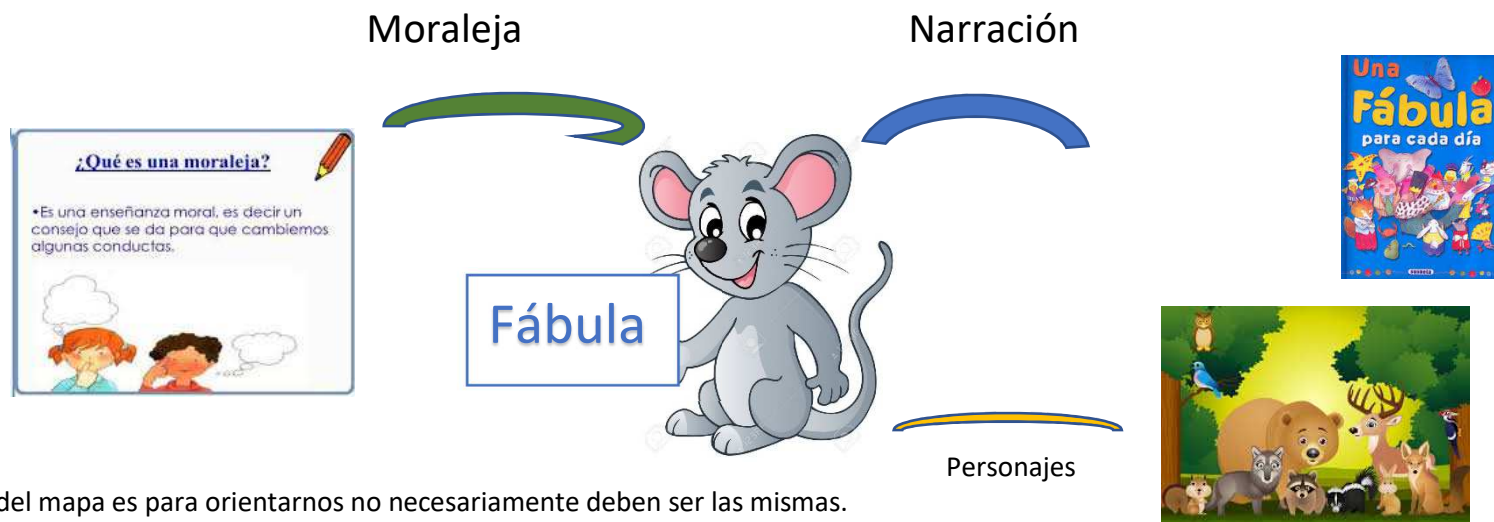 Moraleja
Narración
Una
Fábula
para cada día
¿Qué es una moraleja?
•Es una enseñanza moral, es decir un
consejo que se da para que cambiemos
algunas conductas.
Fábula
Personajes
del mapa es para orientarnos no necesariamente deben ser las mismas.